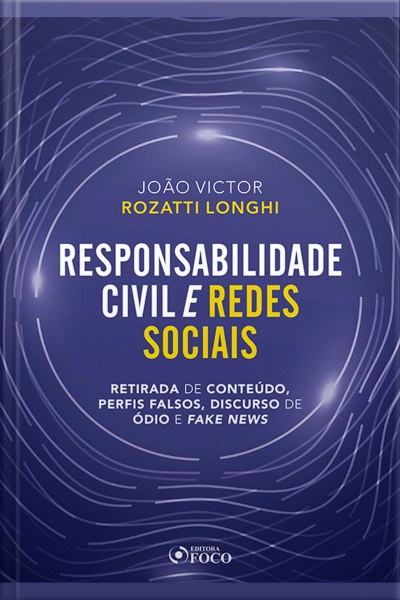 JOÃO VICTOR
ROZATTI LONGHI
RESPONSABILIDADE
CIVIL E REDES
SOCIAIS
RETIRADA DE CONTEÚDO,
PERFIS FALSOS, DISCURSO DE
ÓDIO E FAKE NEWS
EDITORA
FOCO